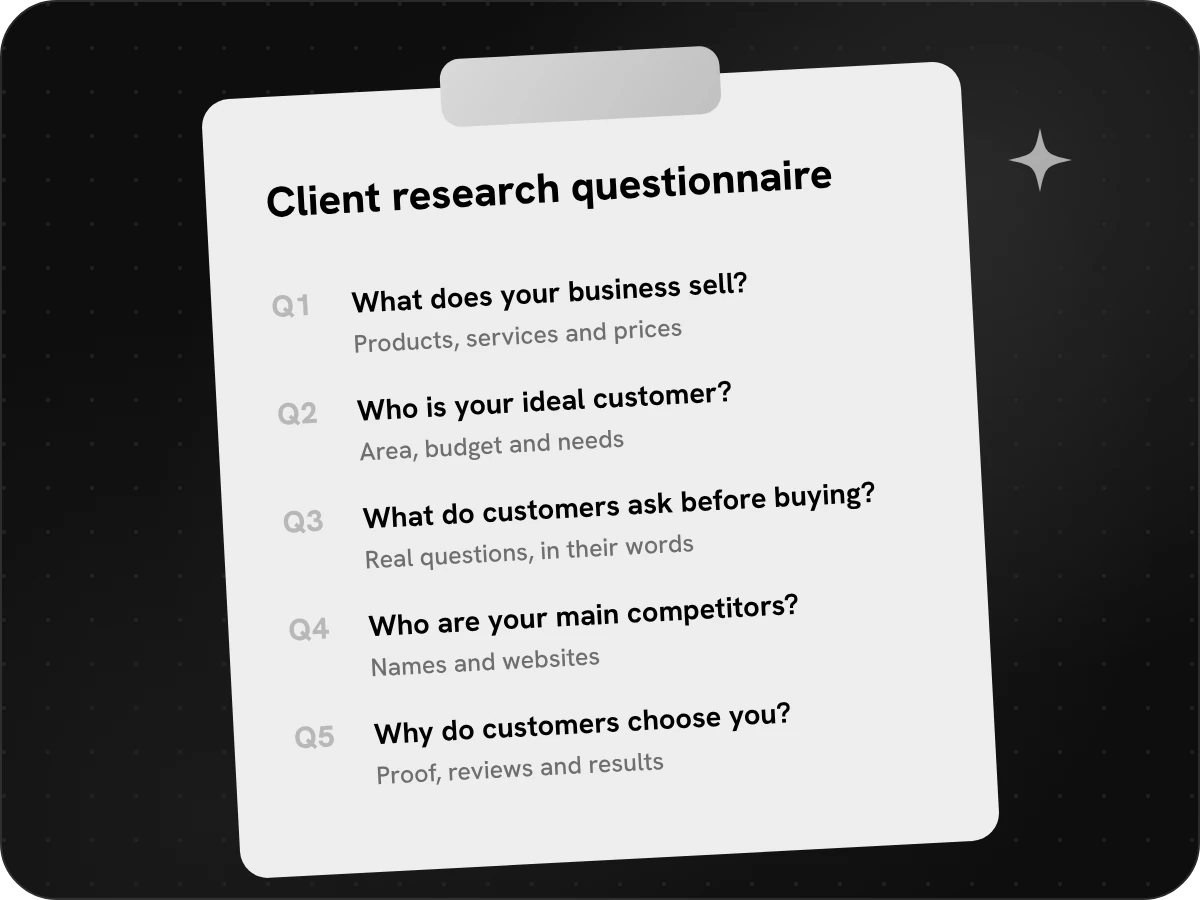 Client research questionnaire
Q1 What does your business sell?
Products, services and prices
Q2 Who is your ideal customer?
Area, budget and needs
Q3 What do customers ask before buying?
Real questions, in their words
Q4 Who are your main competitors?
Names and websites
Q5 Why do customers choose you?
Proof, reviews and results